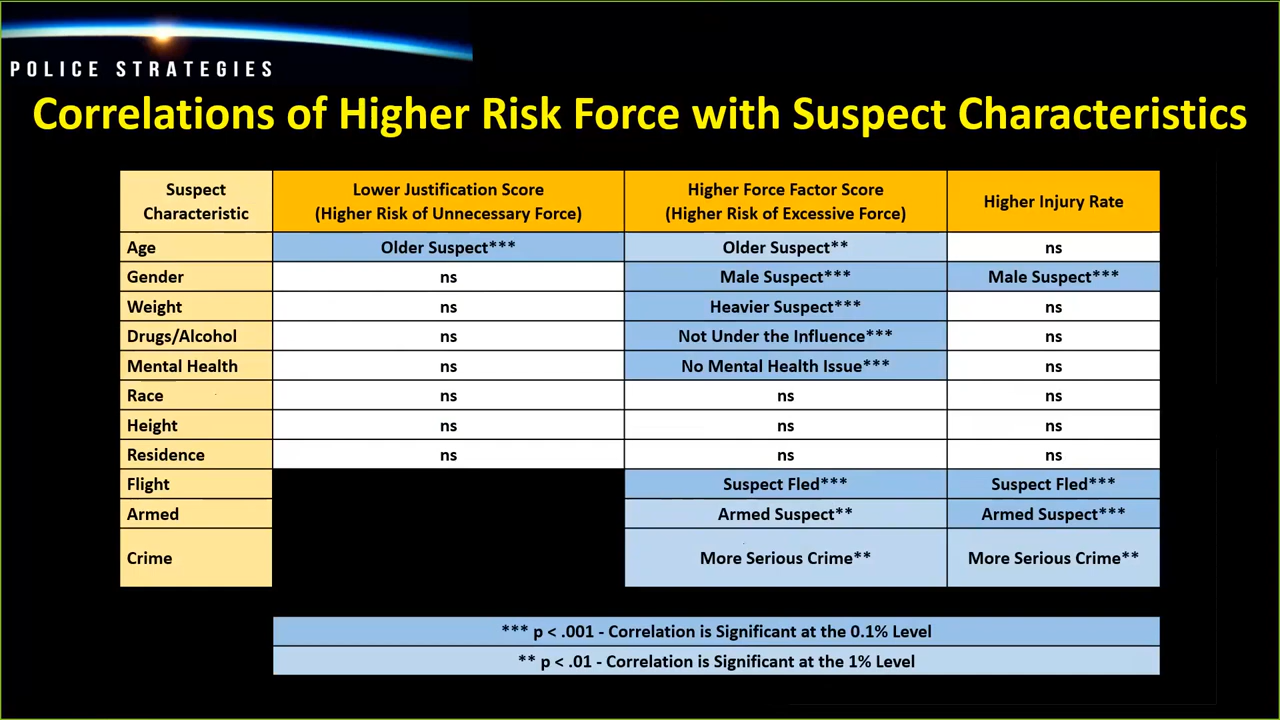 POLICE STRATEGIES
Correlations of Higher Risk Force with Suspect Characteristics
Suspect Characteristic | Lower Justification Score (Higher Risk of Unnecessary Force) | Higher Force Factor Score (Higher Risk of Excessive Force) | Higher Injury Rate
Age | Older Suspect*** | Older Suspect** | ns
Gender | ns | Male Suspect*** | Male Suspect***
Weight | ns | Heavier Suspect*** | ns
Drugs/Alcohol | ns | Not Under the Influence*** | ns
Mental Health | ns | No Mental Health Issue*** | ns
Race | ns | ns | ns
Height | ns | ns | ns
Residence | ns | ns | ns
Flight | Suspect Fled*** | Suspect Fled***
Armed | Armed Suspect** | Armed Suspect***
Crime | More Serious Crime** | More Serious Crime**
*** p < .001 - Correlation is Significant at the 0.1% Level
** p < .01 - Correlation is Significant at the 1% Level